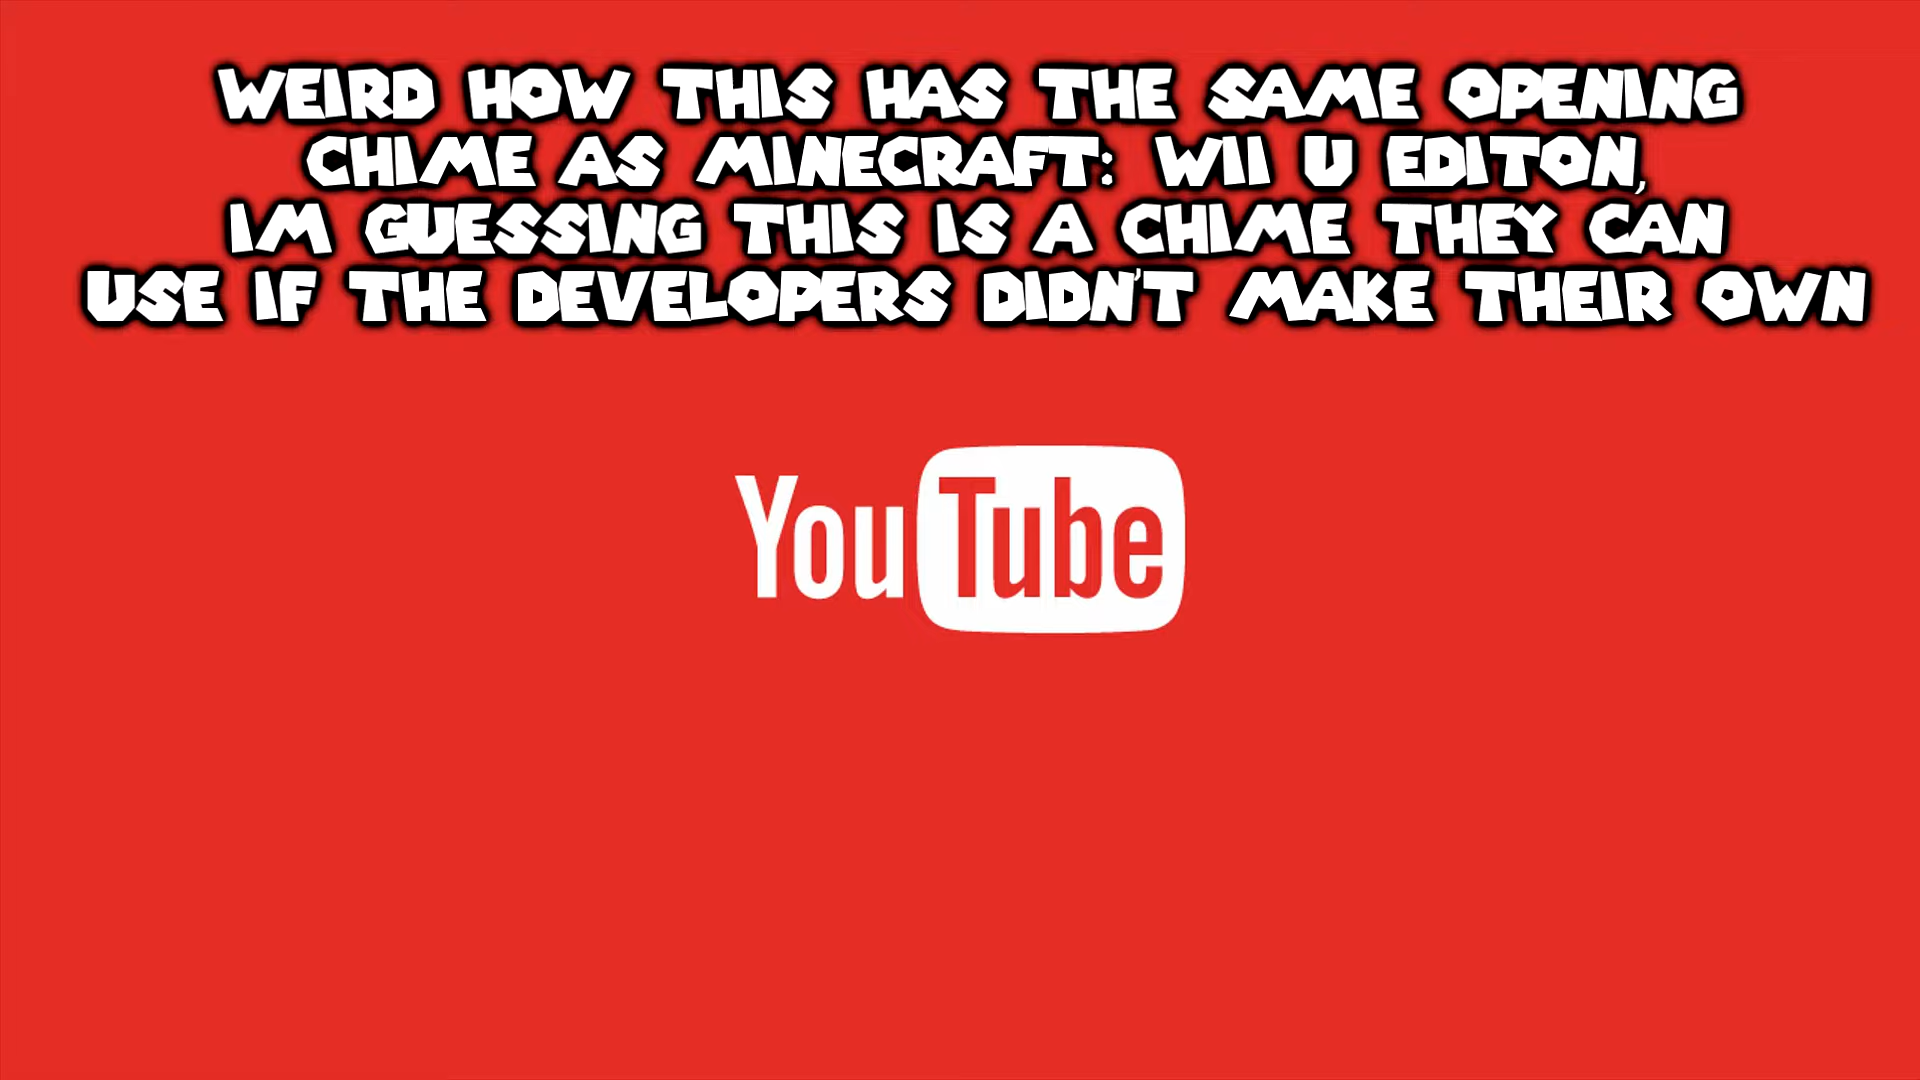 WEIRD HOW THIS HAS THE SAME OPENING
CHIME AS MINECRAFT: WII U EDITON,
IM GUESSING THIS IS A CHIME THEY CAN
USE IF THE DEVELOPERS DIDN'T MAKE THEIR OWN
YouTube